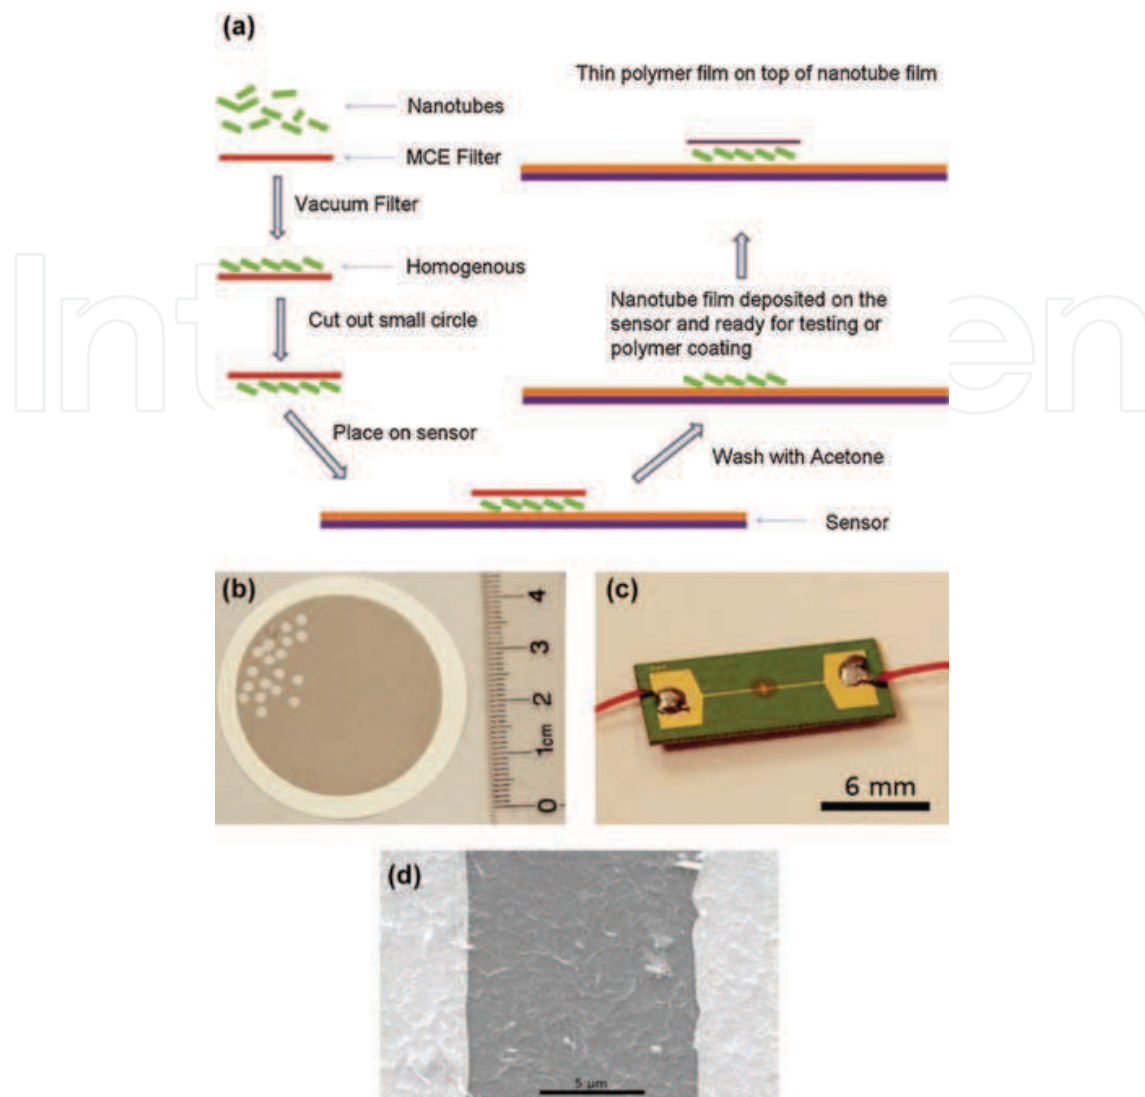 (a)
Thin polymer film on top of nanotube film
Nanotubes
MCE Filter
Vacuum Filter
Homogenous
Cut out small circle
Nanotube film deposited on the
sensor and ready for testing or
polymer coating
Place on sensor
Wash with Acetone
Sensor
(b)
4
3
2
1cm
0
(c)
6 mm
(d)
5 µm